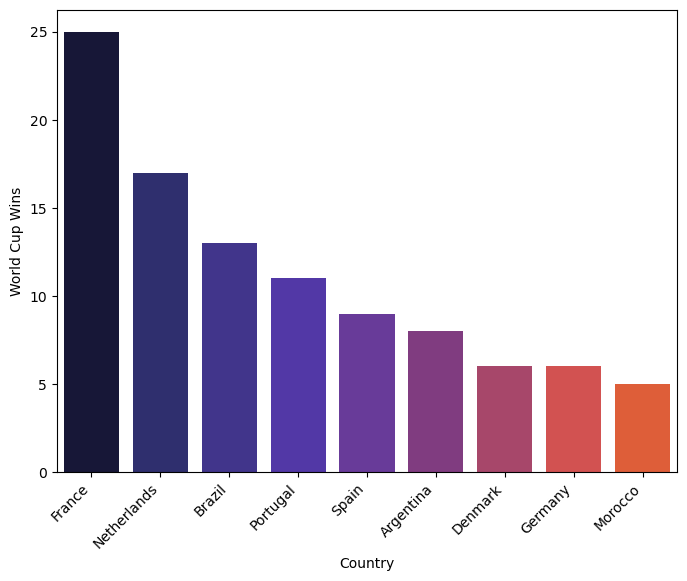 25
20
15
10
5
0
World Cup Wins
France
Netherlands
Brazil
Portugal
Spain
Argentina
Denmark
Germany
Morocco
Country